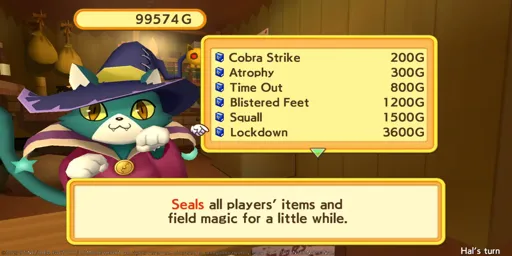 99574G
Cobra Strike 200G
Atrophy 300G
Time Out 800G
Blistered Feet 1200G
Squall 1500G
Lockdown 3600G
Seals all players' items and
field magic for a little while.
Hal's turn